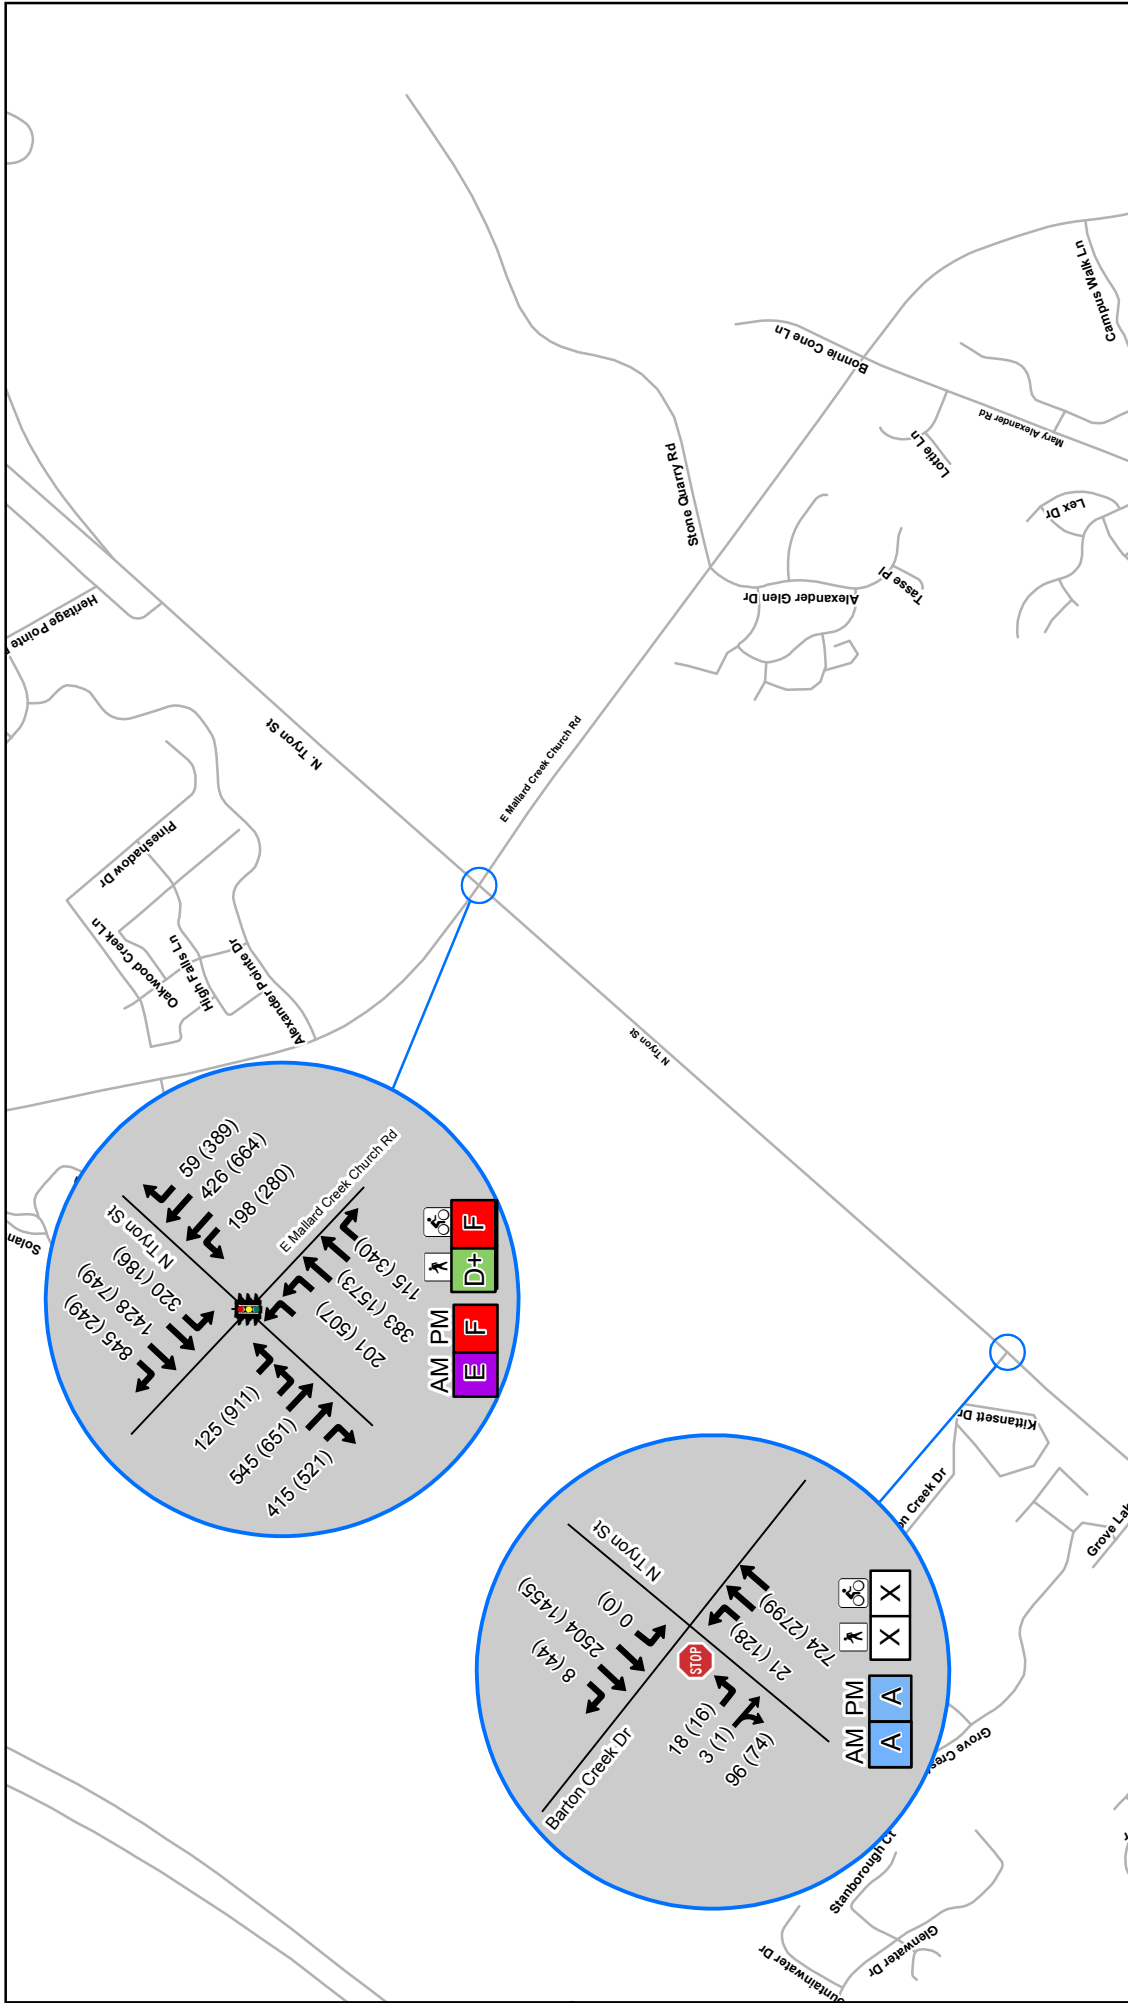 Solan
Heritage Pointe
N. Tryon St
Pineshadow Dr
Oakwood Creek Ln
High Falls Ln
Alexander Pointe Dr
E Mallard Creek Church Rd
N Tryon St
Stone Quarry Rd
Alexander Glen Dr
Tasse Pl
Bonnie Cone Ln
Mary Alexander Rd
Lottie Ln
Lex Dr
Campus Walk Ln
59 (389)
426 (664)
198 (280)
N Tryon St
E Mallard Creek Church Rd
320 (186)
1428 (749)
845 (249)
115 (340)
383 (1573)
201 (507)
125 (911)
545 (651)
415 (521)
AM PM
E F
D+ F
N Tryon St
0 (0)
2504 (1455)
8 (44)
STOP
Barton Creek Dr
724 (2799)
21 (128)
18 (16)
3 (1)
96 (74)
AM PM
A A
X X
Kittansett Dr
on Creek Dr
Grove Lak
Grove Cres
Stanborough Ct
Glenwater Dr
ountainwater Dr